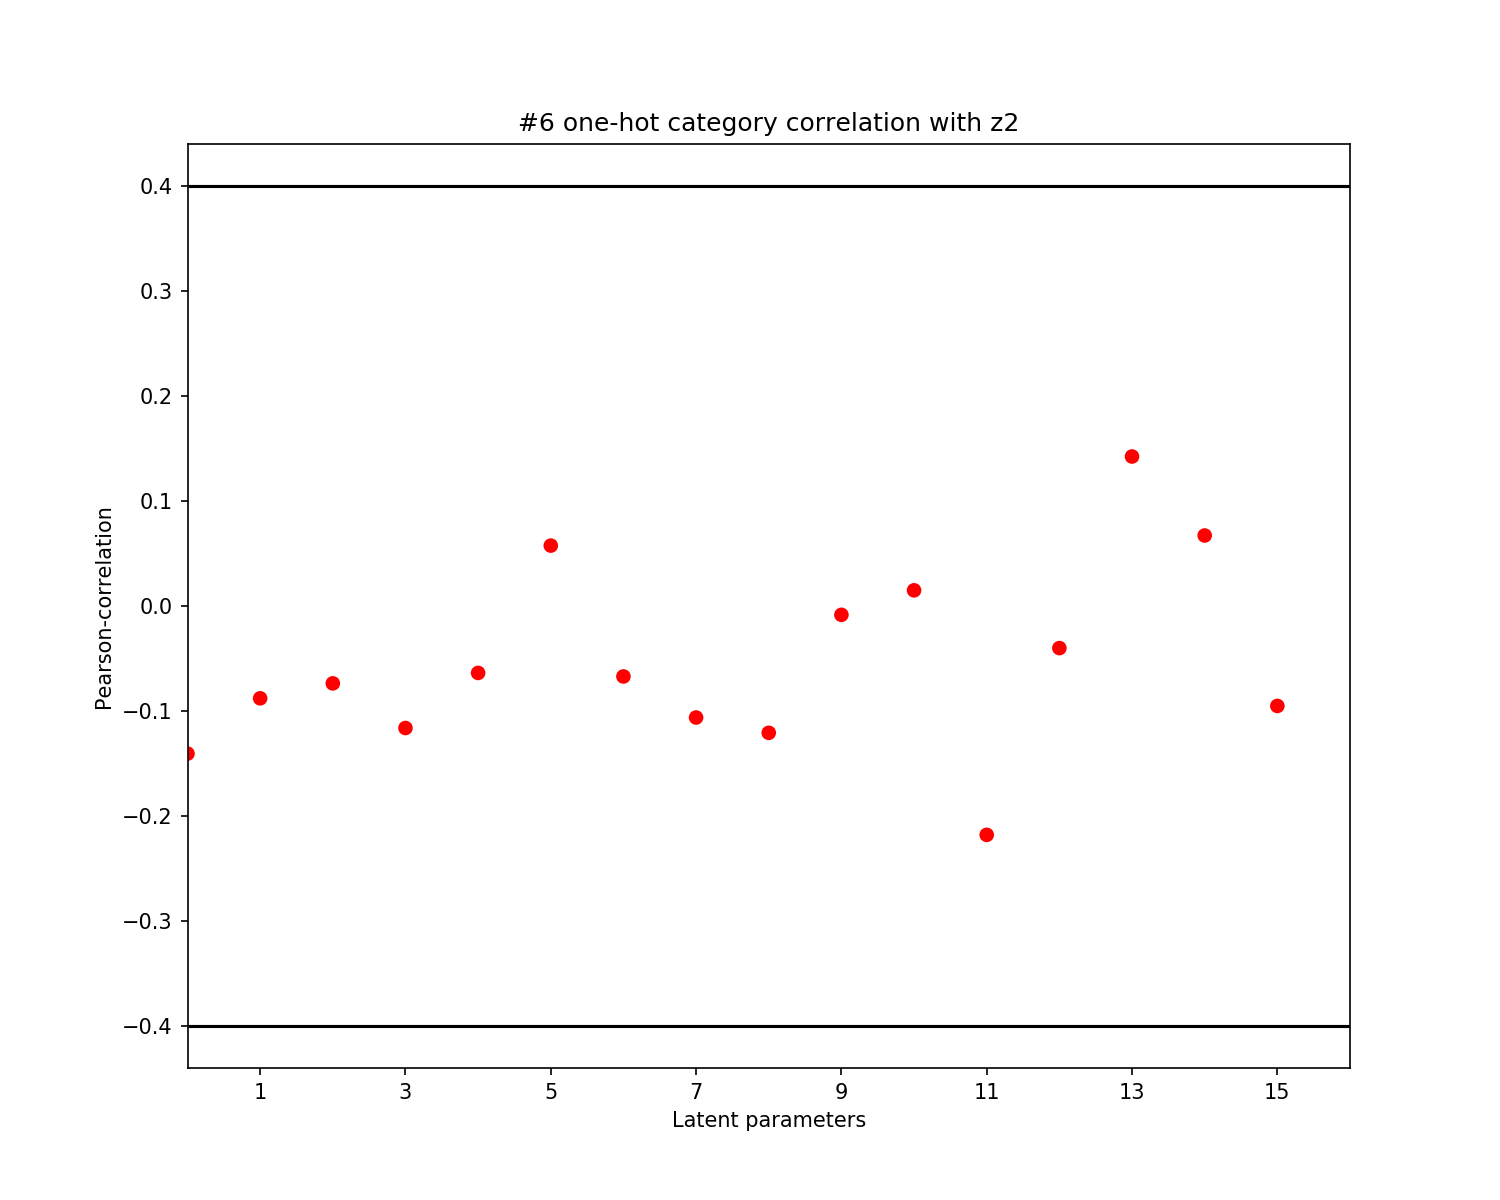 #6 one-hot category correlation with z2
0.4
0.3
0.2
0.1
0.0
−0.1
−0.2
−0.3
−0.4
Pearson-correlation
1 3 5 7 9 11 13 15
Latent parameters